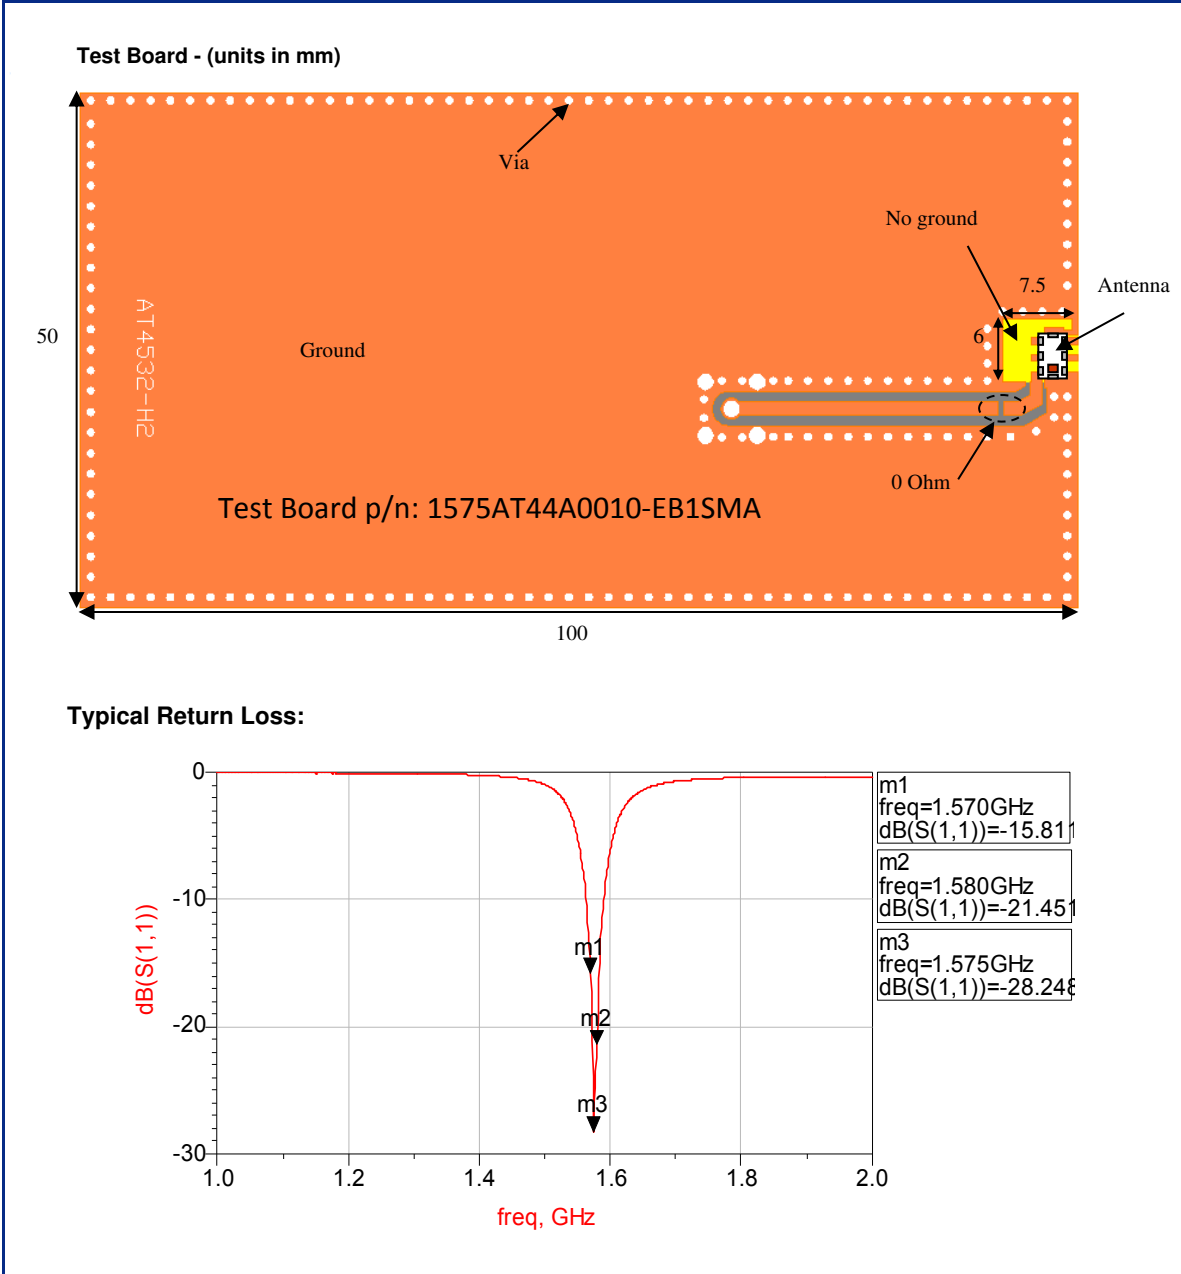 Test Board - (units in mm)
Via
No ground
7.5
Antenna
50
6
AT4532-H2
Ground
0 Ohm
Test Board p/n: 1575AT44A0010-EB1SMA
100
Typical Return Loss:
0
-10
-20
-30
dB(S(1,1))
m1
m2
m3
1.0 1.2 1.4 1.6 1.8 2.0
freq, GHz
m1
freq=1.570GHz
dB(S(1,1))=-15.811
m2
freq=1.580GHz
dB(S(1,1))=-21.451
m3
freq=1.575GHz
dB(S(1,1))=-28.248